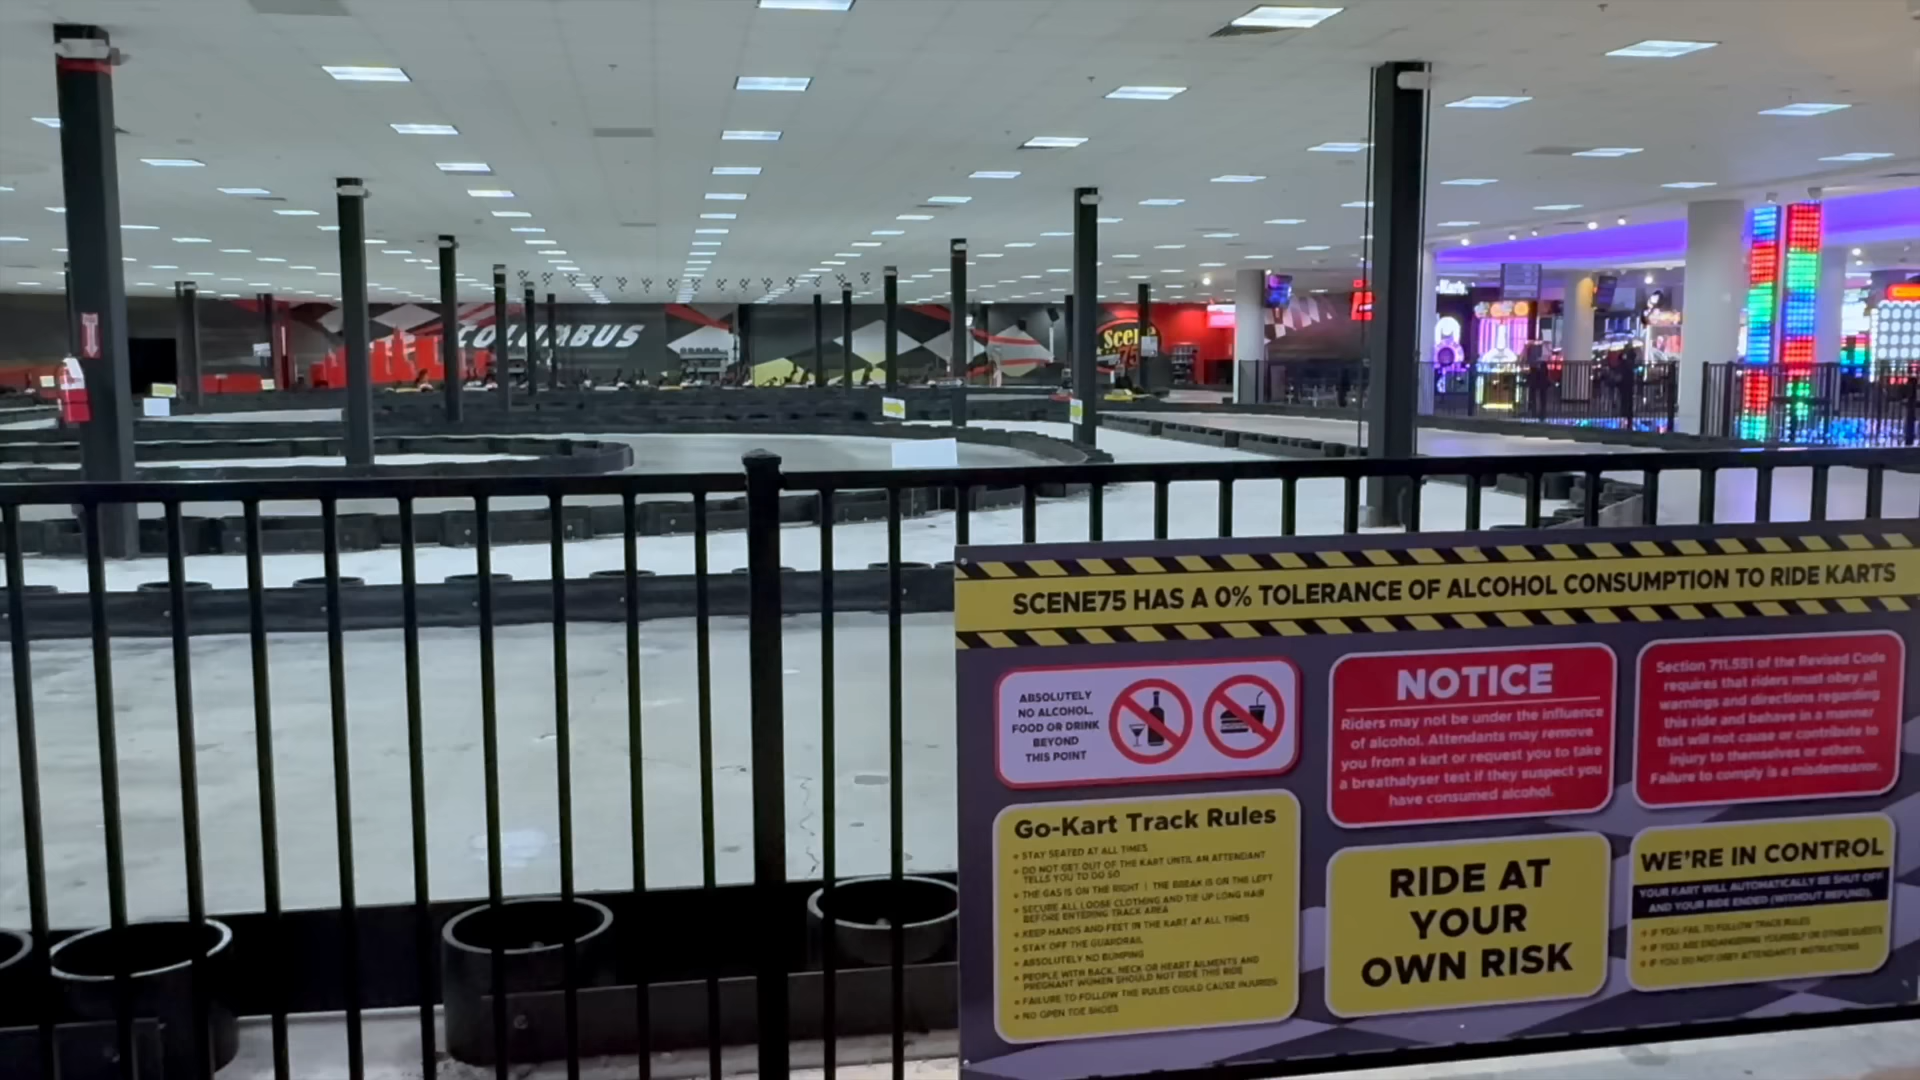 COLUMBUS
Scene
75
SCENE75 HAS A 0% TOLERANCE OF ALCOHOL CONSUMPTION TO RIDE KARTS
ABSOLUTELY
NO ALCOHOL,
FOOD OR DRINK
BEYOND
THIS POINT
NOTICE
Riders may not be under the influence
of alcohol. Attendants may remove
you from a kart or request you to take
a breathalyser test if they suspect you
have consumed alcohol.
Section 711.551 of the Revised Code
requires that riders must obey all
warnings and directions regarding
this ride and behave in a manner
that will not cause or contribute to
injury to themselves or others.
Failure to comply is a misdemeanor.
Go-Kart Track Rules
• STAY SEATED AT ALL TIMES
• DO NOT GET OUT OF THE KART UNTIL AN ATTENDANT
TELLS YOU TO DO SO
• THE GAS IS ON THE RIGHT | THE BREAK IS ON THE LEFT
• SECURE ALL LOOSE CLOTHING AND TIE UP LONG HAIR
BEFORE ENTERING TRACK AREA
• KEEP HANDS AND FEET IN THE KART AT ALL TIMES
• STAY OFF THE GUARDRAIL
• ABSOLUTELY NO BUMPING
• PEOPLE WITH BACK, NECK OR HEART AILMENTS AND
PREGNANT WOMEN SHOULD NOT RIDE THIS RIDE
• FAILURE TO FOLLOW THE RULES COULD CAUSE INJURIES
• NO OPEN TOE SHOES
RIDE AT
YOUR
OWN RISK
WE'RE IN CONTROL
YOUR KART WILL AUTOMATICALLY BE SHUT OFF
AND YOUR RIDE ENDED (WITHOUT REFUND),
• IF YOU FAIL TO FOLLOW TRACK RULES
• IF YOU ARE ENDANGERING YOURSELF OR OTHER GUESTS
• IF YOU DO NOT OBEY ATTENDANTS INSTRUCTIONS